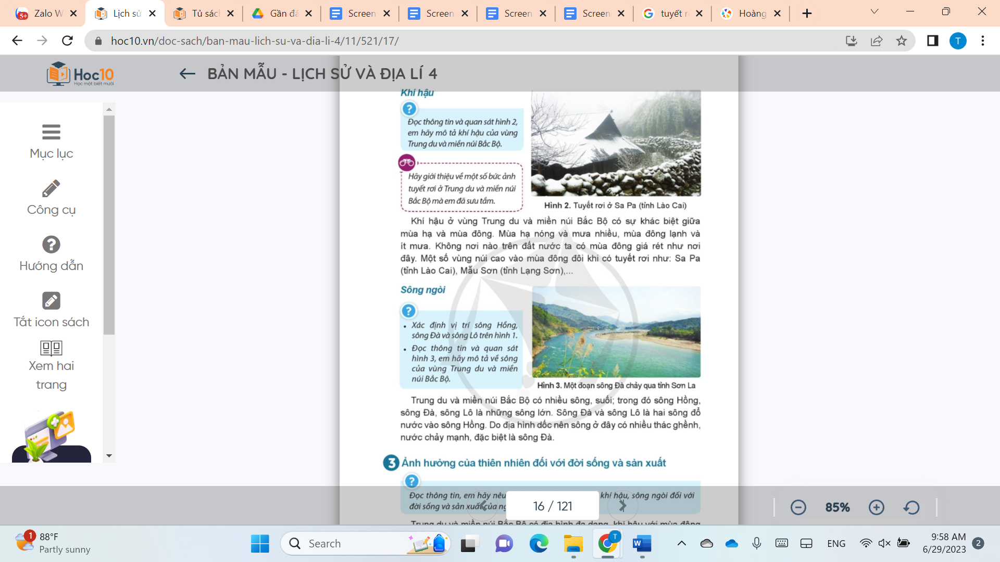 Zalo W
Lịch sử
Tủ sácl
Gần đâ
Screen
Screen
Screen
Screen
tuyết r
Hoàng
hoc10.vn/doc-sach/ban-mau-lich-su-va-dia-li-4/11/521/17/
T
Hoc10
Học một biết mười
BẢN MẪU - LỊCH SỬ VÀ ĐỊA LÍ 4
Mục lục
Công cụ
Hướng dẫn
Tắt icon sách
Xem hai
trang
Khí hậu
?
Đọc thông tin và quan sát hình 2,
em hãy mô tả khí hậu của vùng
Trung du và miền núi Bắc Bộ.
Hãy giới thiệu về một số bức ảnh
tuyết rơi ở Trung du và miền núi
Bắc Bộ mà em đã sưu tầm.
Hình 2. Tuyết rơi ở Sa Pa (tỉnh Lào Cai)
Khí hậu ở vùng Trung du và miền núi Bắc Bộ có sự khác biệt giữa
mùa hạ và mùa đông. Mùa hạ nóng và mưa nhiều, mùa đông lạnh và
ít mưa. Không nơi nào trên đất nước ta có mùa đông giá rét như nơi
đây. Một số vùng núi cao vào mùa đông đôi khi có tuyết rơi như: Sa Pa
(tỉnh Lào Cai), Mẫu Sơn (tỉnh Lạng Sơn),...
Sông ngòi
?
• Xác định vị trí sông Hồng,
sông Đà và sông Lô trên hình 1.
• Đọc thông tin và quan sát
hình 3, em hãy mô tả về sông
của vùng Trung du và miền
núi Bắc Bộ.
Hình 3. Một đoạn sông Đà chảy qua tỉnh Sơn La
Trung du và miền núi Bắc Bộ có nhiều sông, suối; trong đó sông Hồng,
sông Đà, sông Lô là những sông lớn. Sông Đà và sông Lô là hai sông đổ
nước vào sông Hồng. Do địa hình dốc nên sông ở đây có nhiều thác ghềnh,
nước chảy mạnh, đặc biệt là sông Đà.
3 Ảnh hưởng của thiên nhiên đối với đời sống và sản xuất
?
Đọc thông tin, em hãy nêu khí hậu, sông ngòi đối với
đời sống và sản xuất của
16 / 121
85%
Trung du và miền núi Bắc Bộ có địa hình đa dạng, khí hậu với mùa đông
1
88°F
Partly sunny
Search
T
ENG
9:58 AM
6/29/2023
2